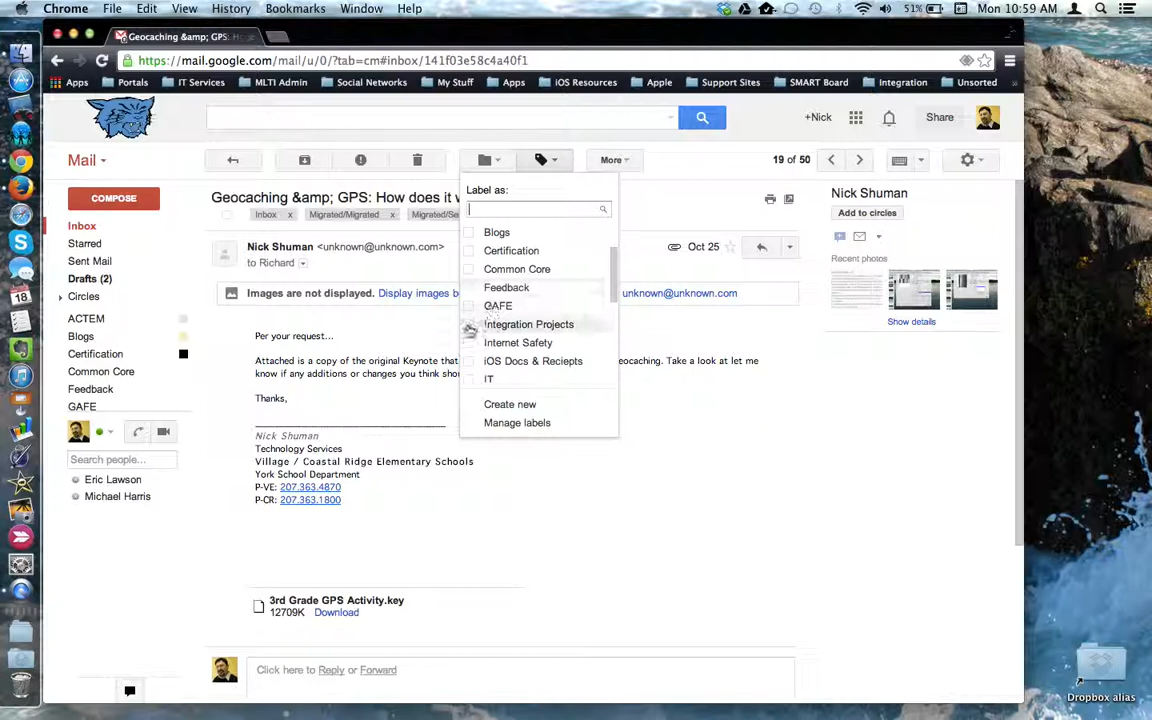 Chrome File Edit View History Bookmarks Window Help 51% Mon 10:59 AM
Geocaching &amp; GPS: H
https://mail.google.com/mail/u/0/?tab=cm#inbox/141f03e58c4a40f1
Apps Portals IT Services MLTI Admin Social Networks My Stuff Apps iOS Resources Apple Support Sites SMART Board Integration Unsorted »
+Nick Share
Mail More 19 of 50
COMPOSE
Inbox
Starred
Sent Mail
Drafts (2)
Circles
ACTEM
Blogs
Certification
Common Core
Feedback
GAFE
Search people...
Eric Lawson
Michael Harris
Geocaching &amp; GPS: How does it w
Inbox x Migrated/Migrated x Migrated/Se
Nick Shuman <unknown@unknown.com>
to Richard
Oct 25
Images are not displayed. Display images b unknown@unknown.com
Per your request...
Attached is a copy of the original Keynote that eocaching. Take a look at let me
know if any additions or changes you think sho
Thanks,
Nick Shuman
Technology Services
Village / Coastal Ridge Elementary Schools
York School Department
P-VE: 207.363.4870
P-CR: 207.363.1800
3rd Grade GPS Activity.key
12709K Download
Click here to Reply or Forward
Label as:
Blogs
Certification
Common Core
Feedback
GAFE
Integration Projects
Internet Safety
iOS Docs & Reciepts
IT
Create new
Manage labels
Nick Shuman
Add to circles
Recent photos
Show details
18
Dropbox alias